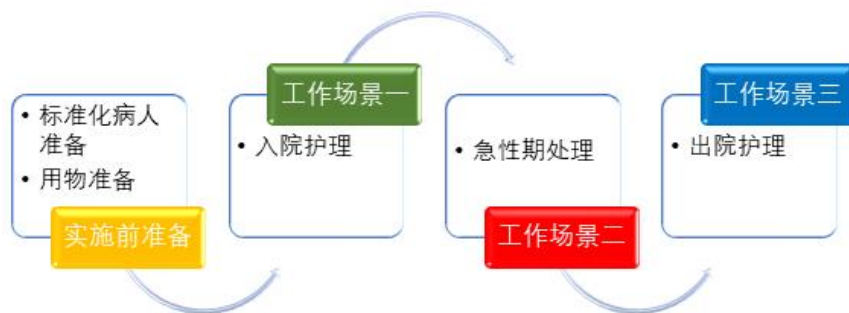 • 标准化病人
准备
• 用物准备
实施前准备
工作场景一
• 入院护理
• 急性期处理
工作场景二
工作场景三
• 出院护理